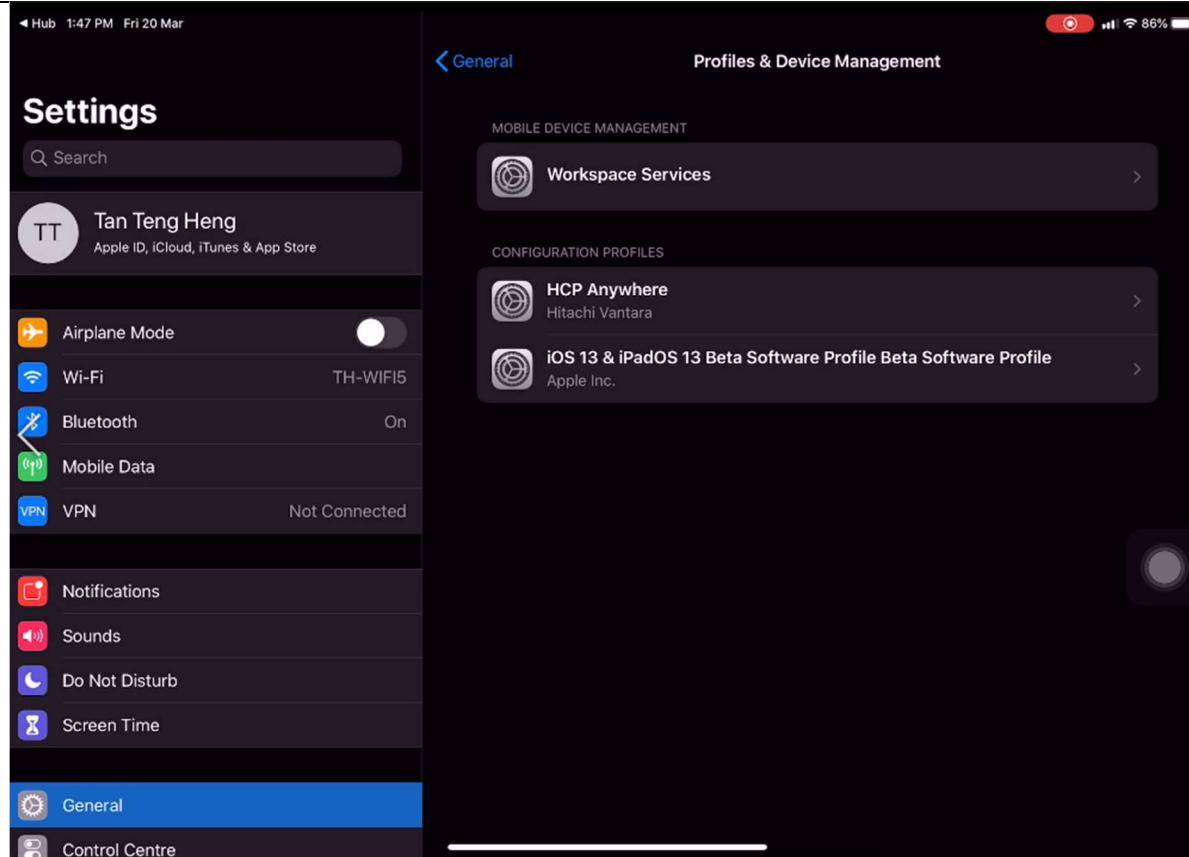 ◀ Hub 1:47 PM Fri 20 Mar
86%
Settings
Search
TT
Tan Teng Heng
Apple ID, iCloud, iTunes & App Store
Airplane Mode
Wi-Fi TH-WIFI5
Bluetooth On
Mobile Data
VPN VPN Not Connected
Notifications
Sounds
Do Not Disturb
Screen Time
General
Control Centre
General Profiles & Device Management
MOBILE DEVICE MANAGEMENT
Workspace Services
CONFIGURATION PROFILES
HCP Anywhere
Hitachi Vantara
iOS 13 & iPadOS 13 Beta Software Profile Beta Software Profile
Apple Inc.